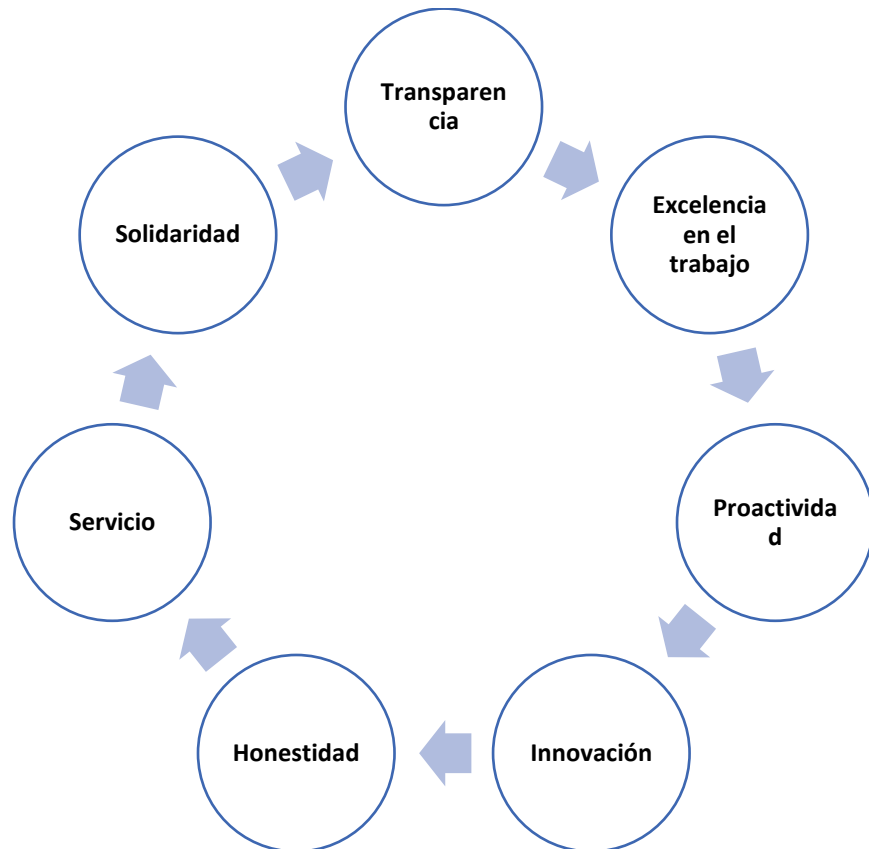 Transparen
cia
Excelencia
en el
trabajo
Proactivida
d
Innovación
Honestidad
Servicio
Solidaridad